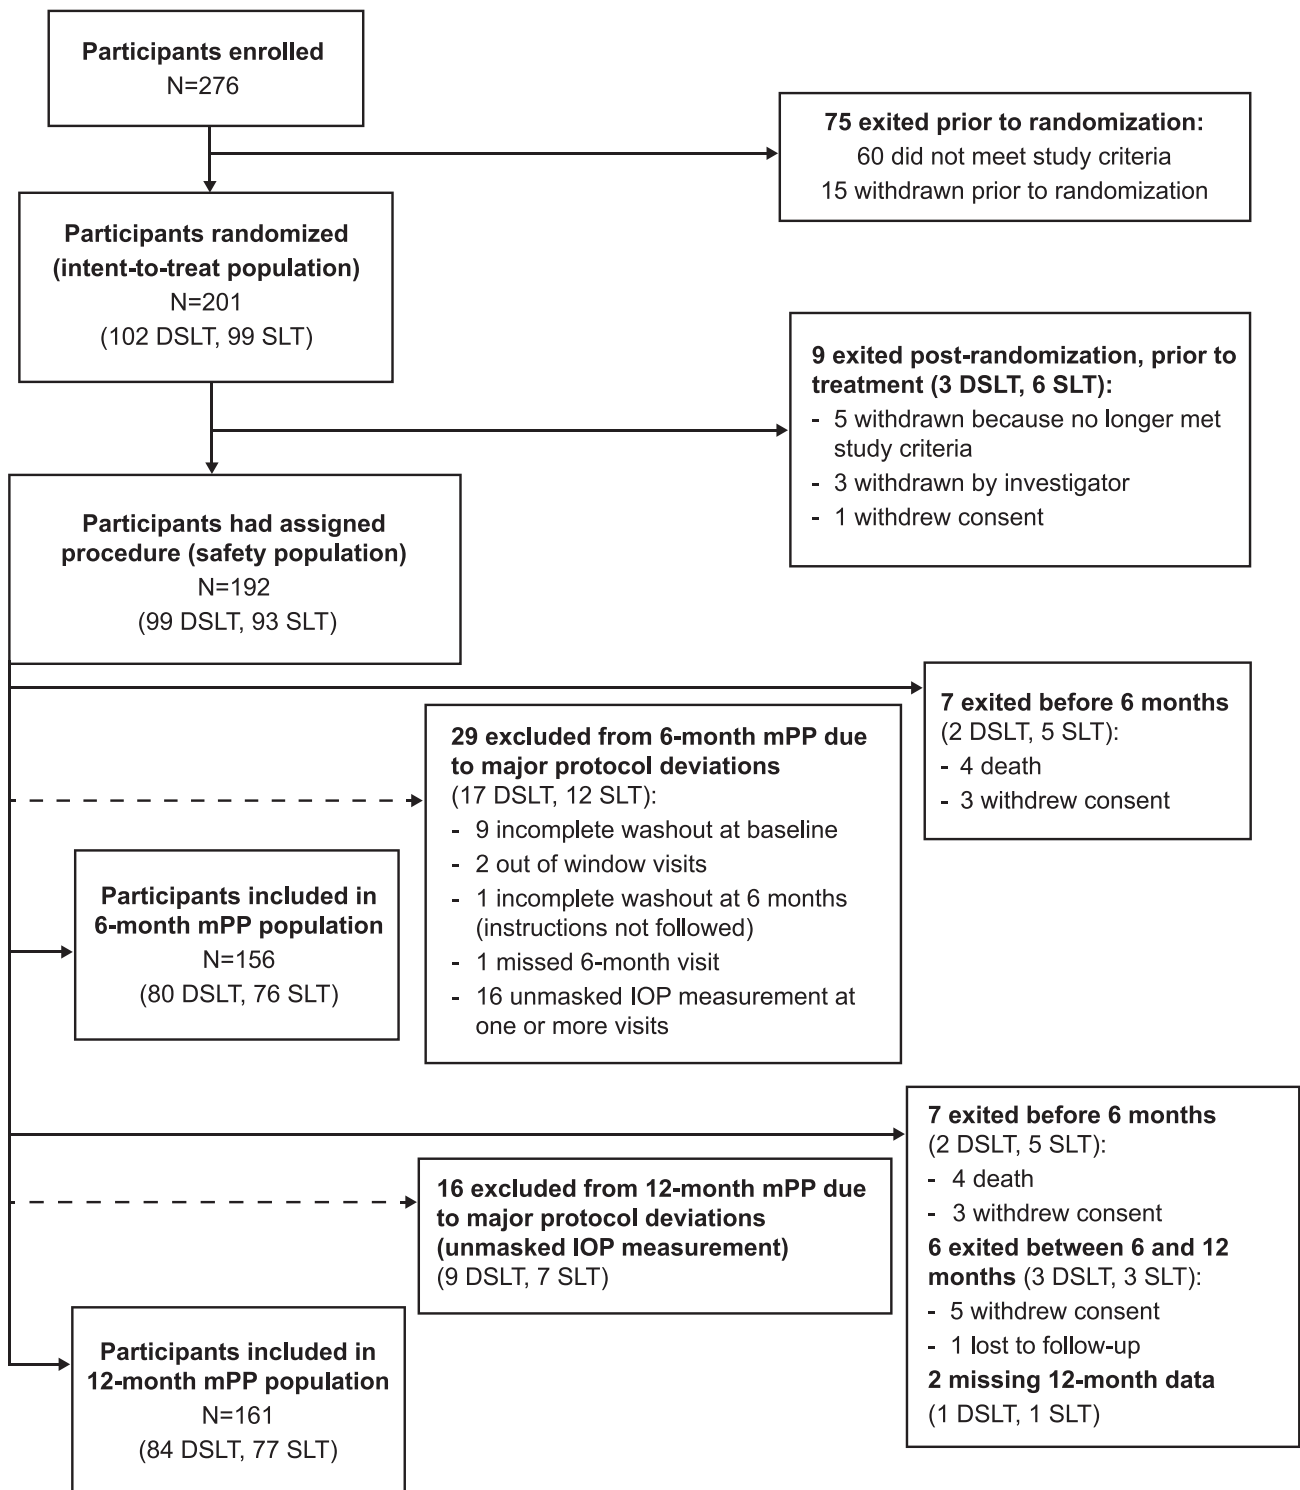 Participants enrolled
N=276
75 exited prior to randomization:
60 did not meet study criteria
15 withdrawn prior to randomization
Participants randomized
(intent-to-treat population)
N=201
(102 DSLT, 99 SLT)
9 exited post-randomization, prior to
treatment (3 DSLT, 6 SLT):
- 5 withdrawn because no longer met
study criteria
- 3 withdrawn by investigator
- 1 withdrew consent
Participants had assigned
procedure (safety population)
N=192
(99 DSLT, 93 SLT)
7 exited before 6 months
(2 DSLT, 5 SLT):
- 4 death
- 3 withdrew consent
29 excluded from 6-month mPP due
to major protocol deviations
(17 DSLT, 12 SLT):
- 9 incomplete washout at baseline
- 2 out of window visits
- 1 incomplete washout at 6 months
(instructions not followed)
- 1 missed 6-month visit
- 16 unmasked IOP measurement at
one or more visits
Participants included in
6-month mPP population
N=156
(80 DSLT, 76 SLT)
7 exited before 6 months
(2 DSLT, 5 SLT):
- 4 death
- 3 withdrew consent
6 exited between 6 and 12
months (3 DSLT, 3 SLT):
- 5 withdrew consent
- 1 lost to follow-up
2 missing 12-month data
(1 DSLT, 1 SLT)
16 excluded from 12-month mPP due
to major protocol deviations
(unmasked IOP measurement)
(9 DSLT, 7 SLT)
Participants included in
12-month mPP population
N=161
(84 DSLT, 77 SLT)